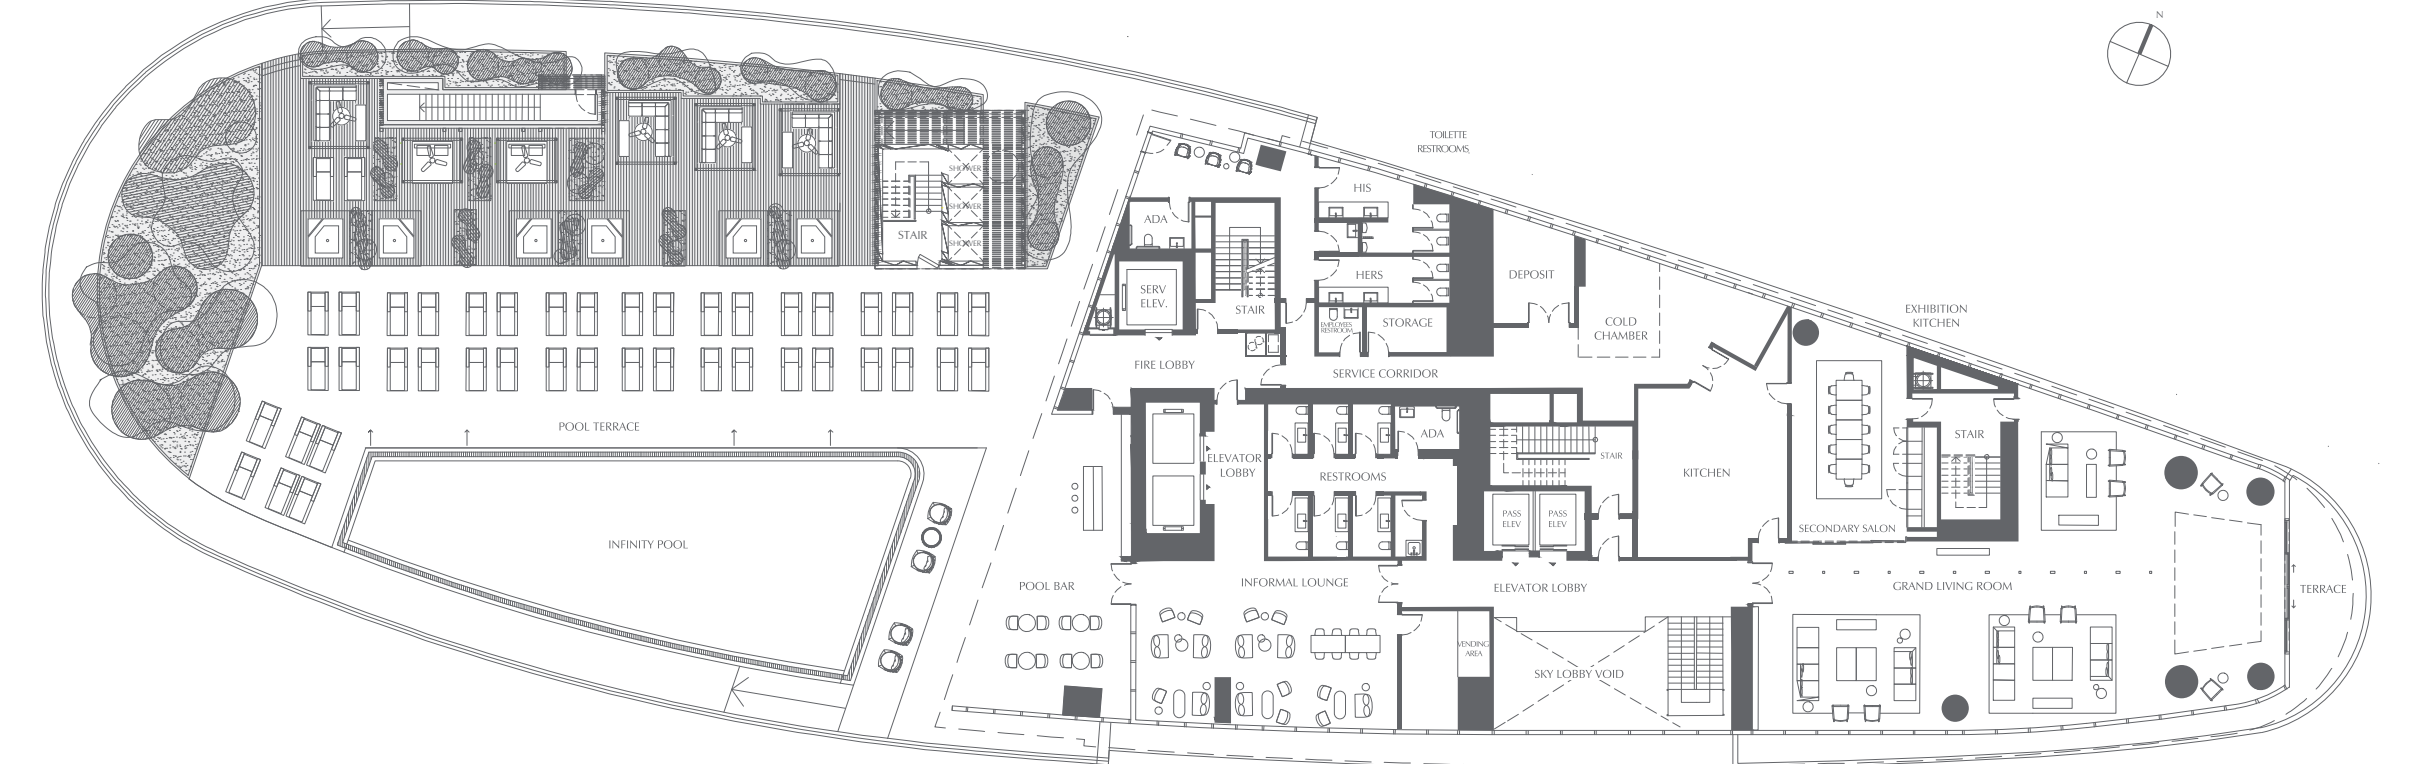 N
TOILETTE
RESTROOMS,
SHOWER
HIS
SHOWER
ADA
STAIR
SHOWER
HERS
DEPOSIT
SERV
ELEV.
STAIR
EMPLOYEES
RESTROOM
STORAGE
COLD
CHAMBER
EXHIBITION
KITCHEN
FIRE LOBBY
SERVICE CORRIDOR
POOL TERRACE
ADA
STAIR
ELEVATOR
LOBBY
STAIR
RESTROOMS
KITCHEN
PASS
ELEV
PASS
ELEV
SECONDARY SALON
INFINITY POOL
POOL BAR
INFORMAL LOUNGE
ELEVATOR LOBBY
GRAND LIVING ROOM
TERRACE
VENDING
AREA
SKY LOBBY VOID